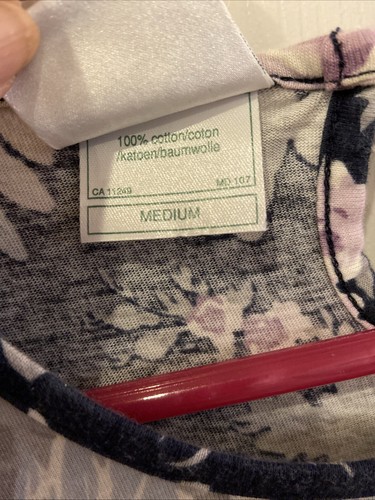 100% cotton/coton
/katoen/baumwolle
CA 11249 MD 107
MEDIUM